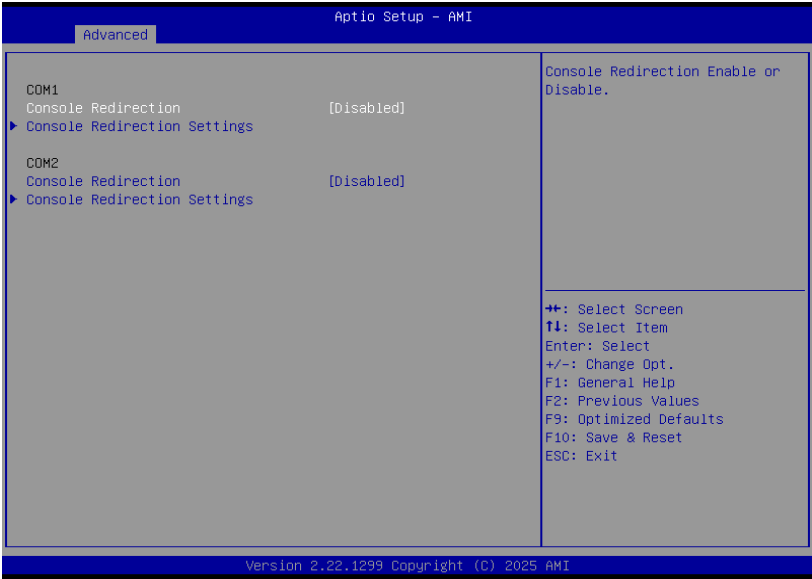 Aptio Setup – AMI
Advanced
COM1
Console Redirection [Disabled]
Console Redirection Settings
COM2
Console Redirection [Disabled]
Console Redirection Settings
Console Redirection Enable or
Disable.
→←: Select Screen
↑↓: Select Item
Enter: Select
+/-: Change Opt.
F1: General Help
F2: Previous Values
F9: Optimized Defaults
F10: Save & Reset
ESC: Exit
Version 2.22.1299 Copyright (C) 2025 AMI